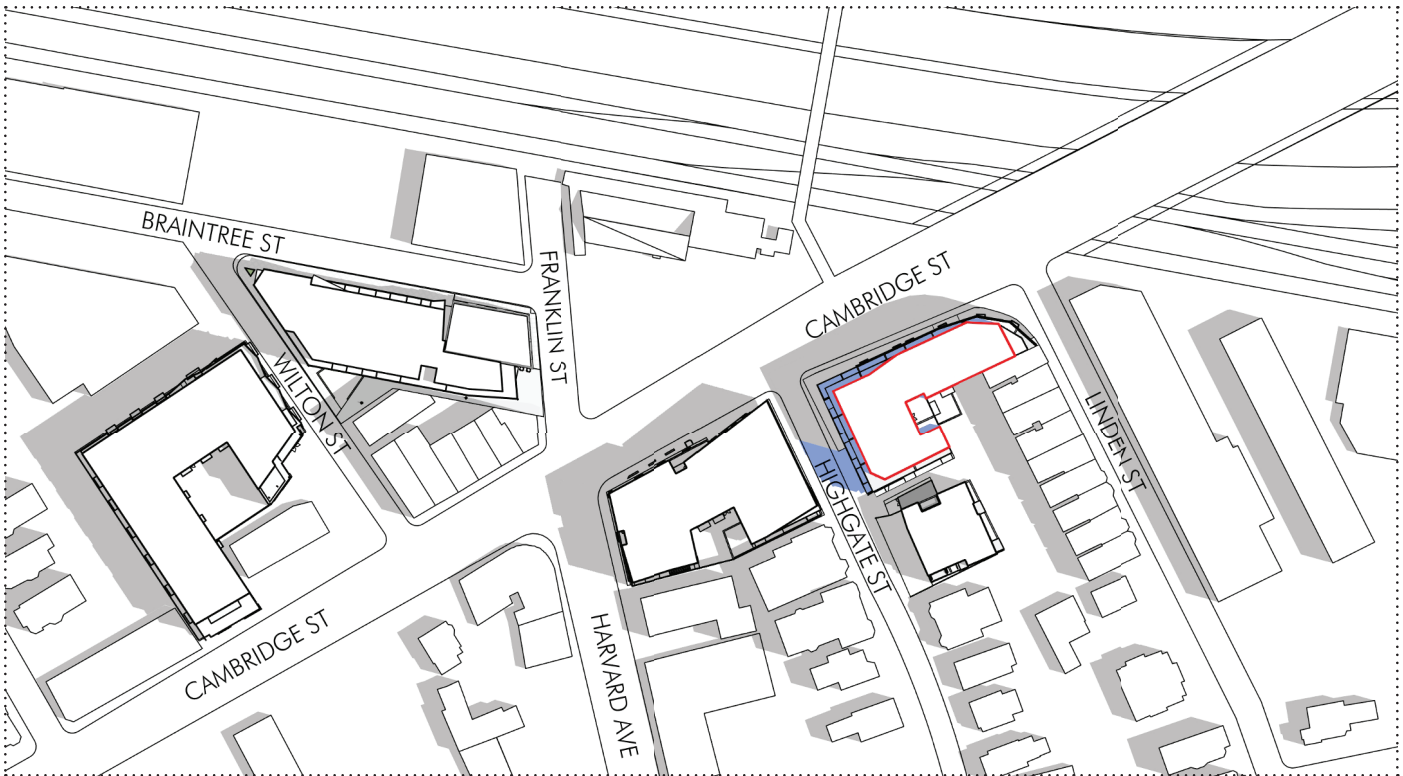 BRAINTREE ST
FRANKLIN ST
CAMBRIDGE ST
WILTON ST
LINDEN ST
HIGHGATE ST
CAMBRIDGE ST
HARVARD AVE